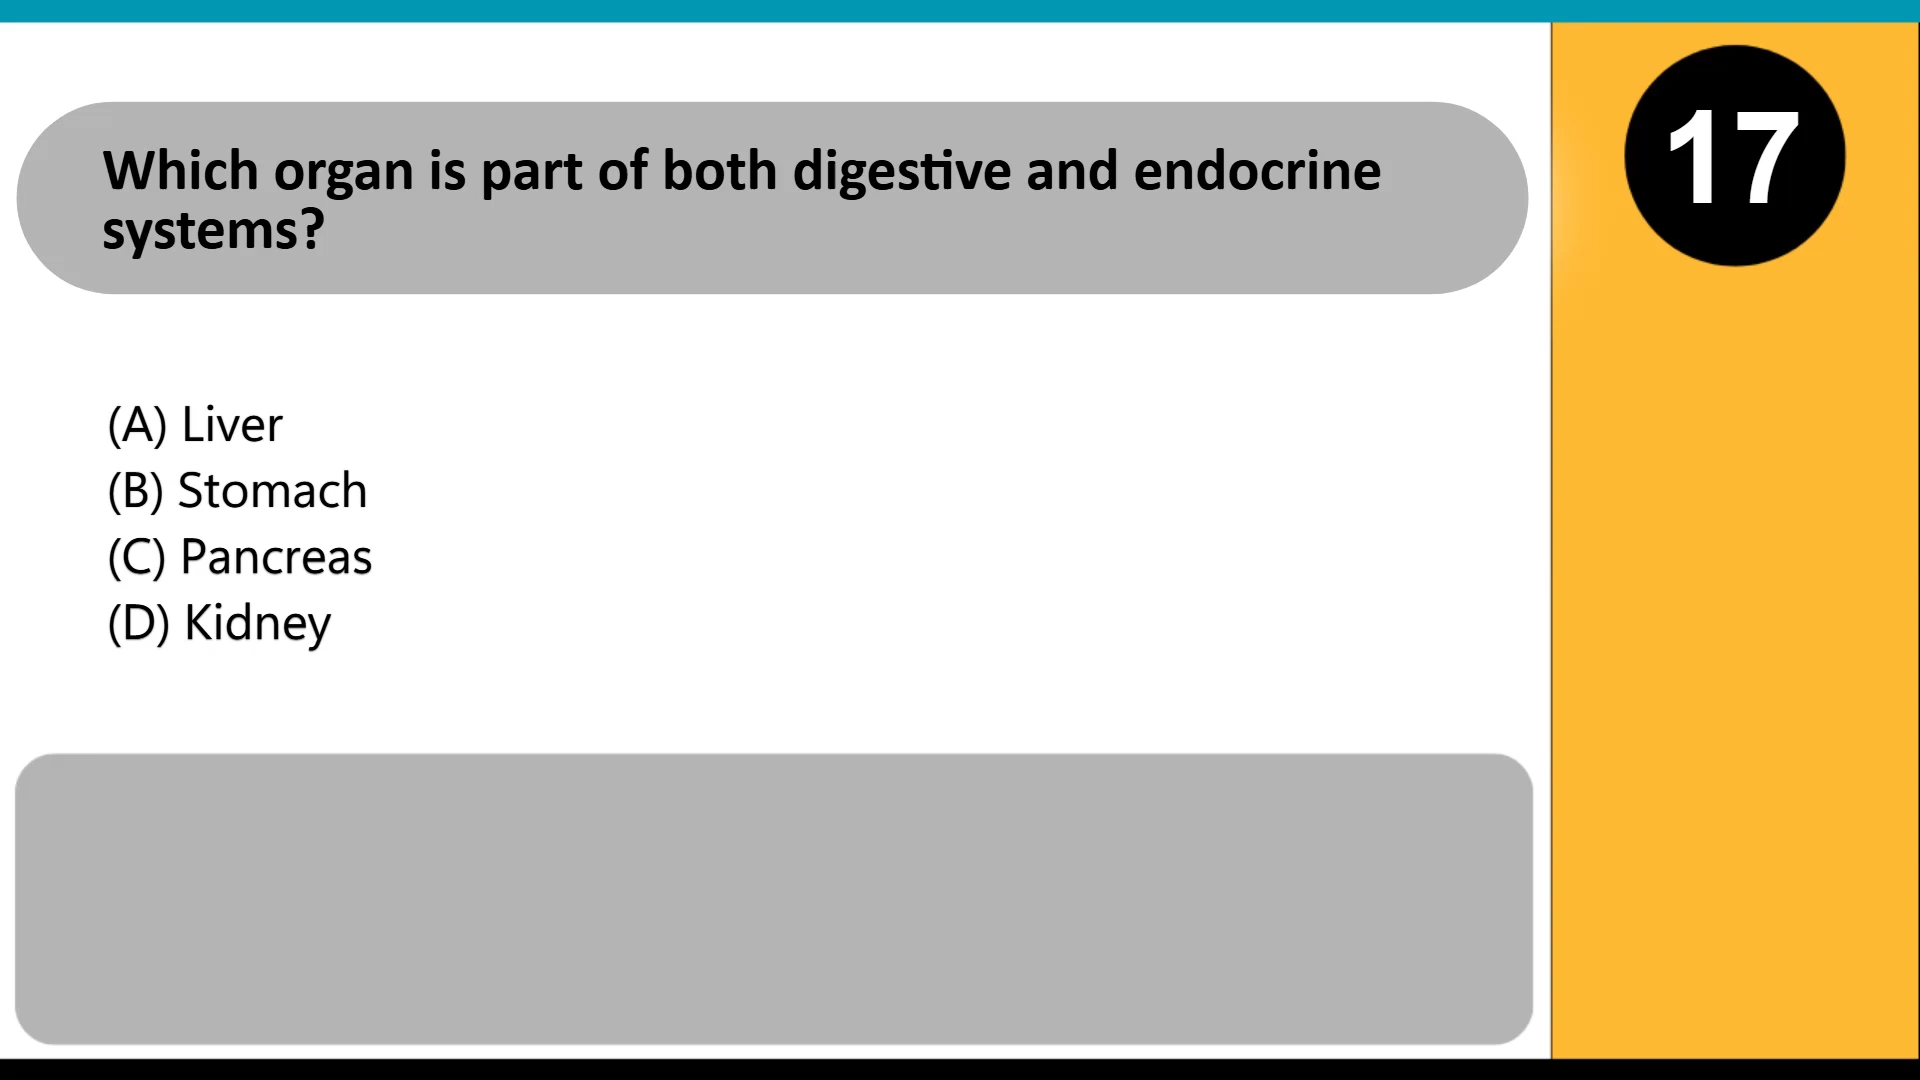 Which organ is part of both digestive and endocrine
systems?
17
(A) Liver
(B) Stomach
(C) Pancreas
(D) Kidney